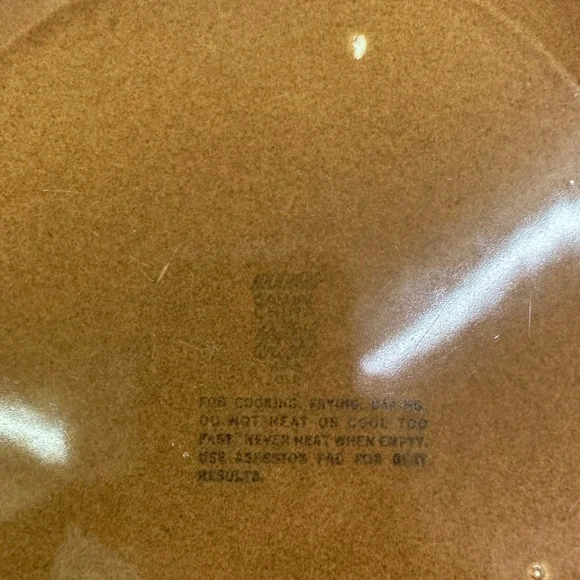 FOR COOKING, FRYING, BAKING.
DO NOT HEAT OR COOL TOO
FAST. NEVER HEAT WHEN EMPTY.
USE ASBESTOS PAD FOR BEST
RESULTS.